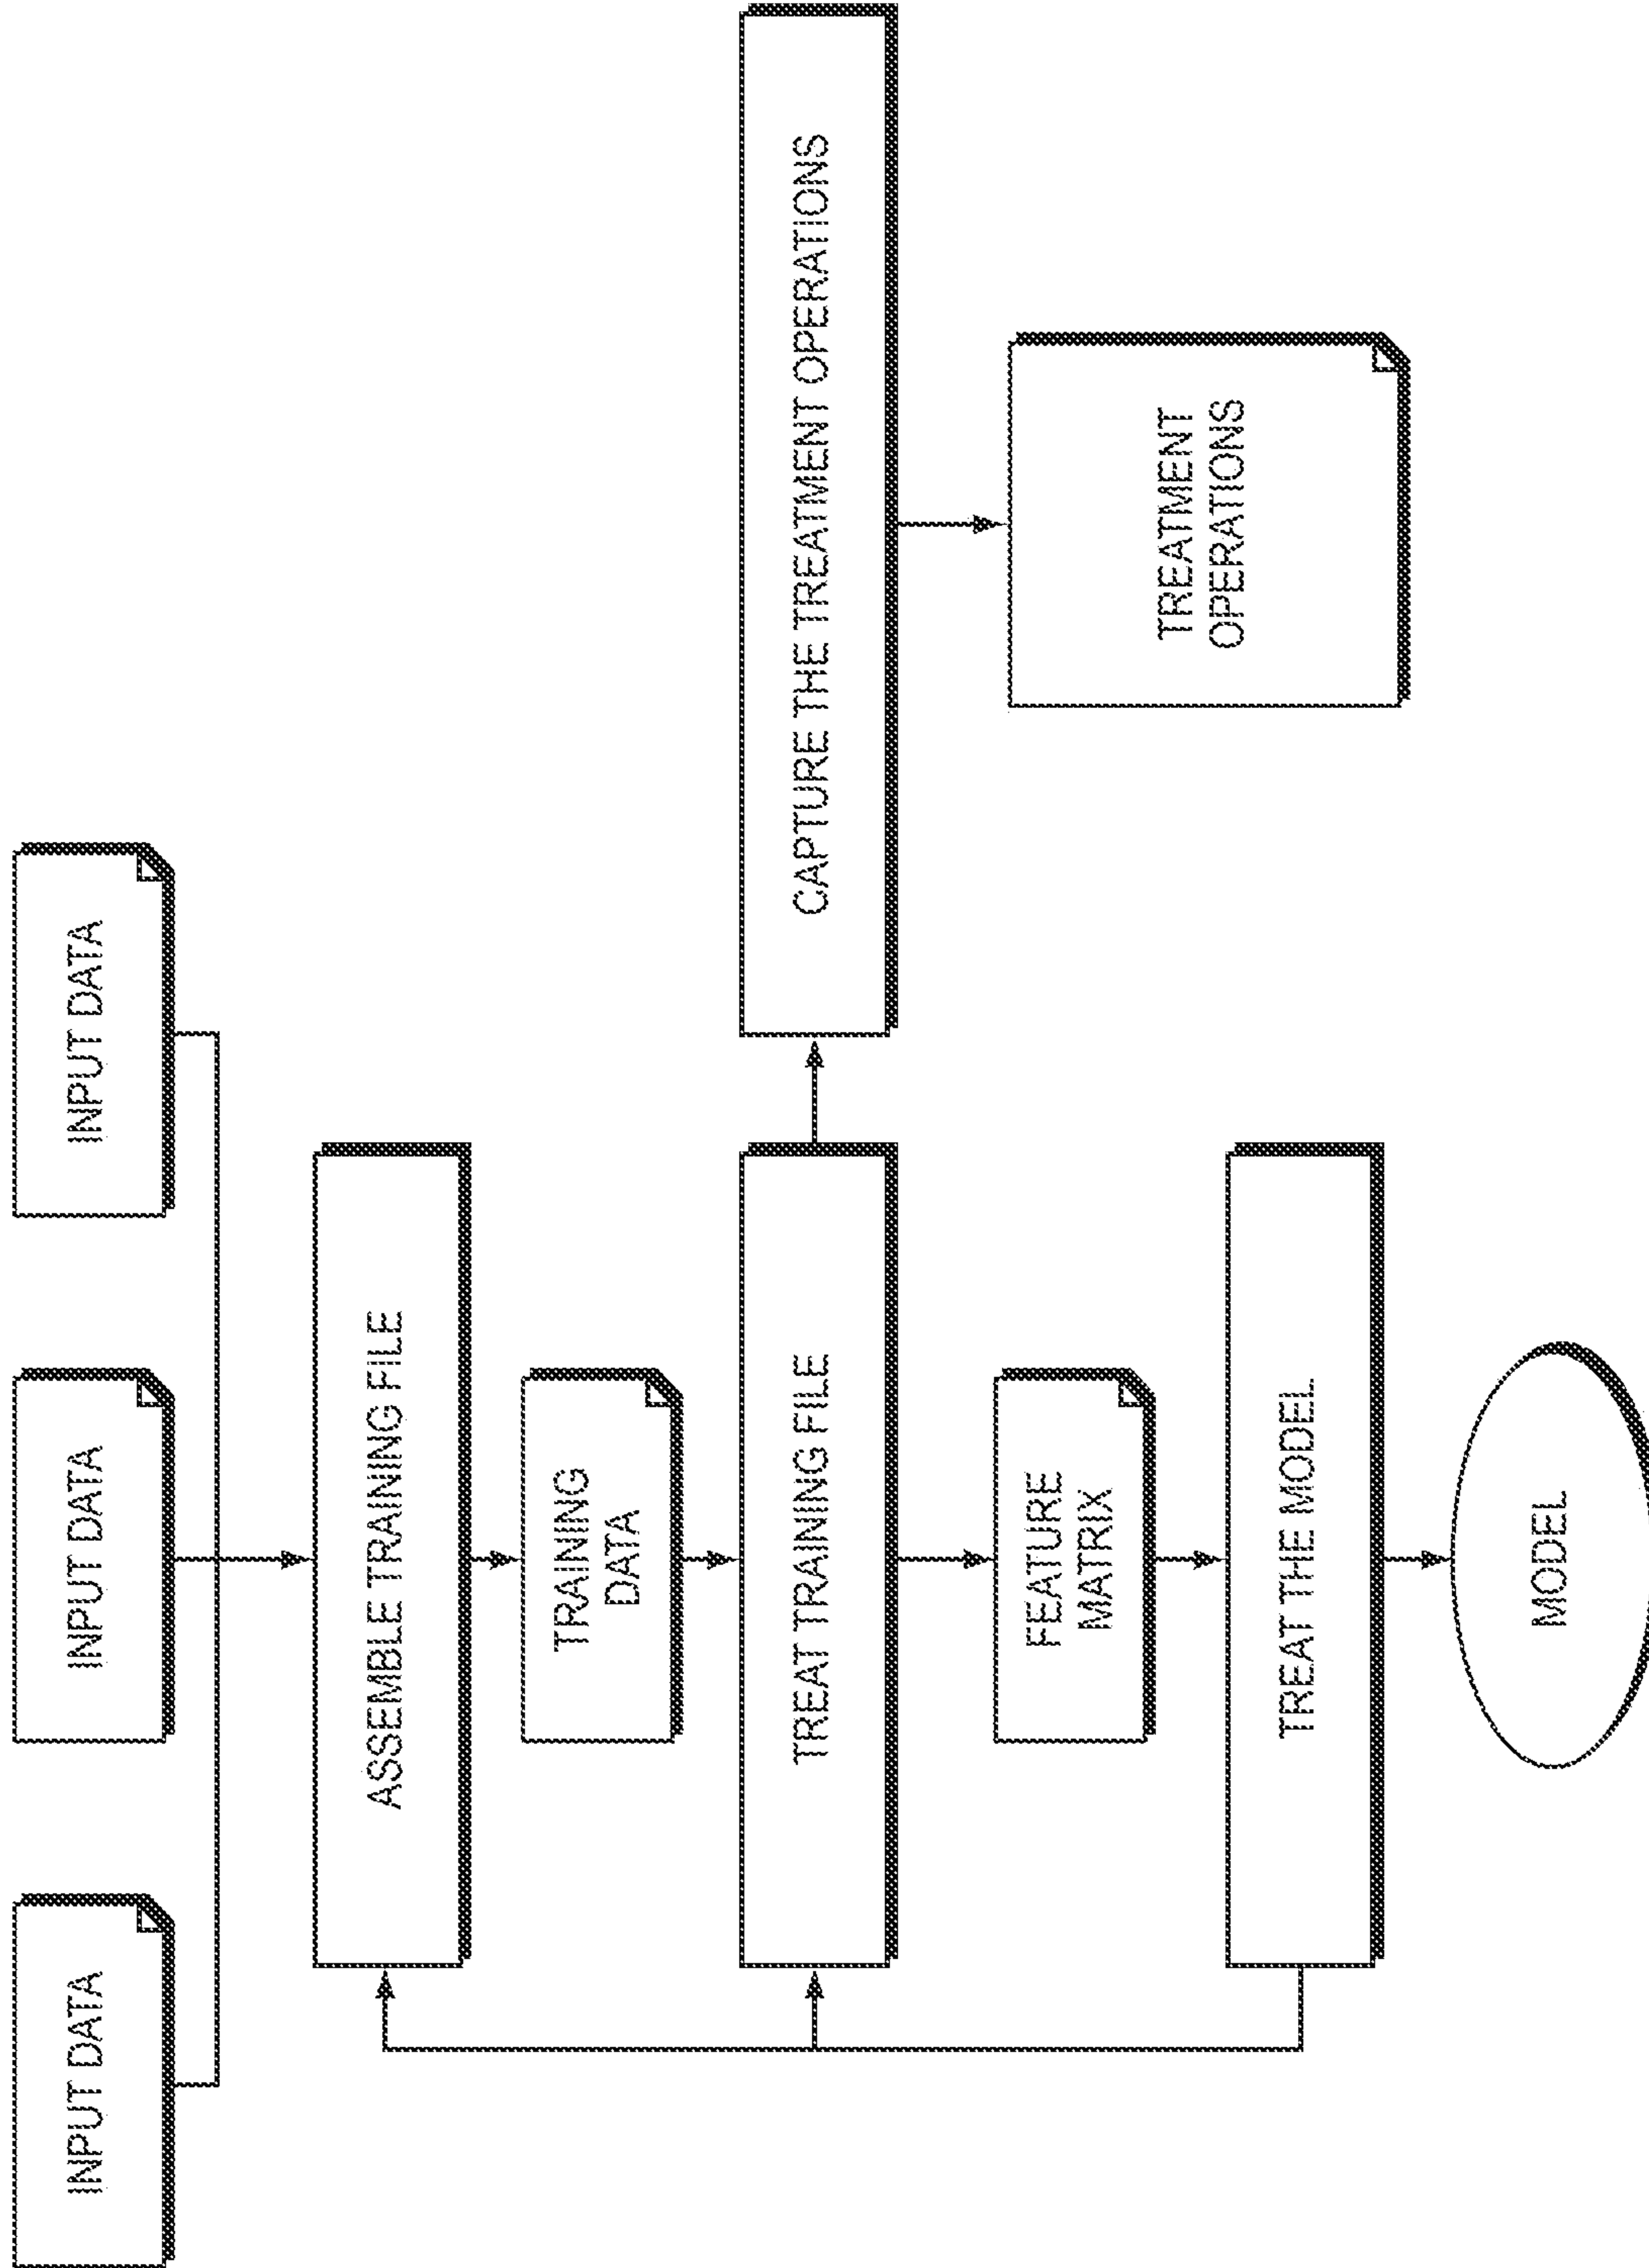 INPUT DATA
INPUT DATA
INPUT DATA
ASSEMBLE TRAINING FILE
TRAINING
DATA
TREAT TRAINING FILE
CAPTURE THE TREATMENT OPERATIONS
FEATURE
MATRIX
TREATMENT
OPERATIONS
TREAT THE MODEL
MODEL